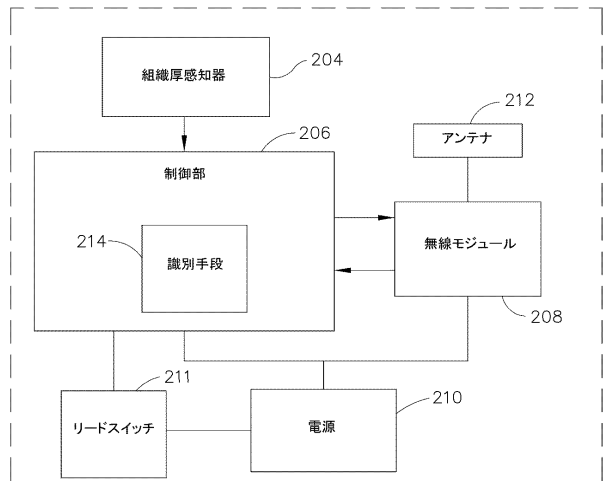 組織厚感知器
204
212
アンテナ
206
制御部
214
識別手段
無線モジュール
208
211
リードスイッチ
210
電源